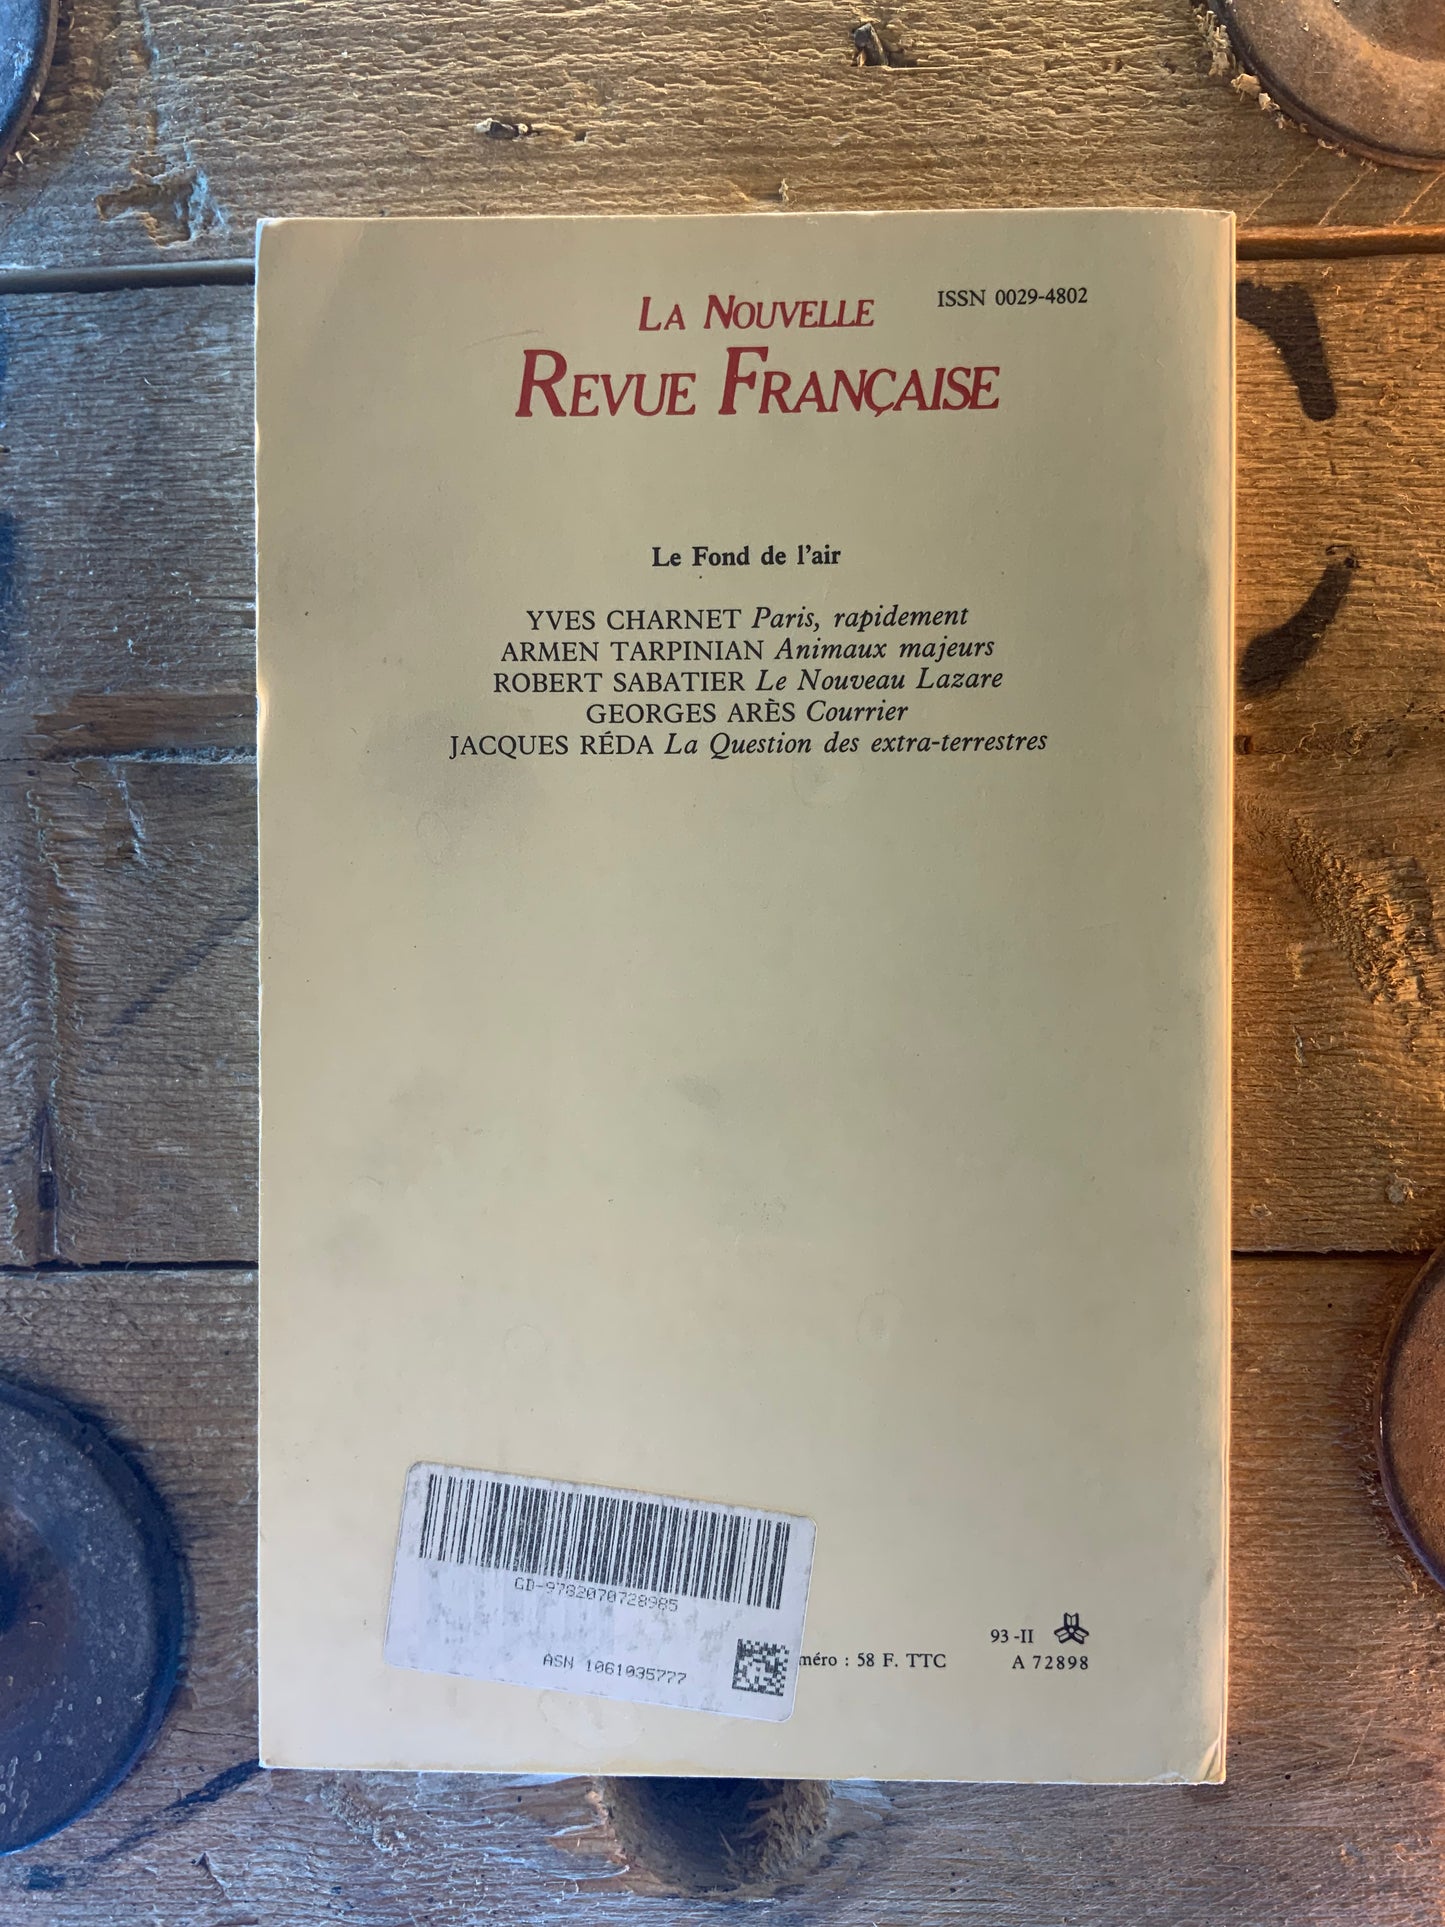 LA NOUVELLE
REVUE FRANÇAISE
ISSN 0029-4802
Le Fond de l'air
YVES CHARNET Paris, rapidement
ARMEN TARPINIAN Animaux majeurs
ROBERT SABATIER Le Nouveau Lazare
GEORGES ARÈS Courrier
JACQUES RÉDA La Question des extra-terrestres
GD-9782070728985
ASN 1061035777
méro : 58 F. TTC
93-II
A 72898